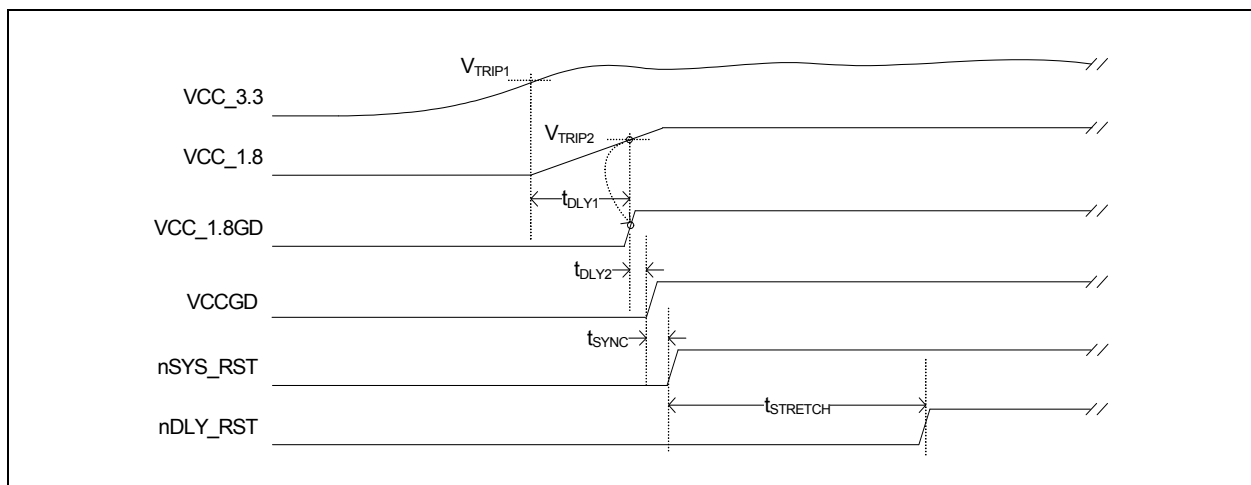 VTRIP1
VCC_3.3
VTRIP2
VCC_1.8
tDLY1
VCC_1.8GD
tDLY2
VCCGD
tSYNC
nSYS_RST
tSTRETCH
nDLY_RST